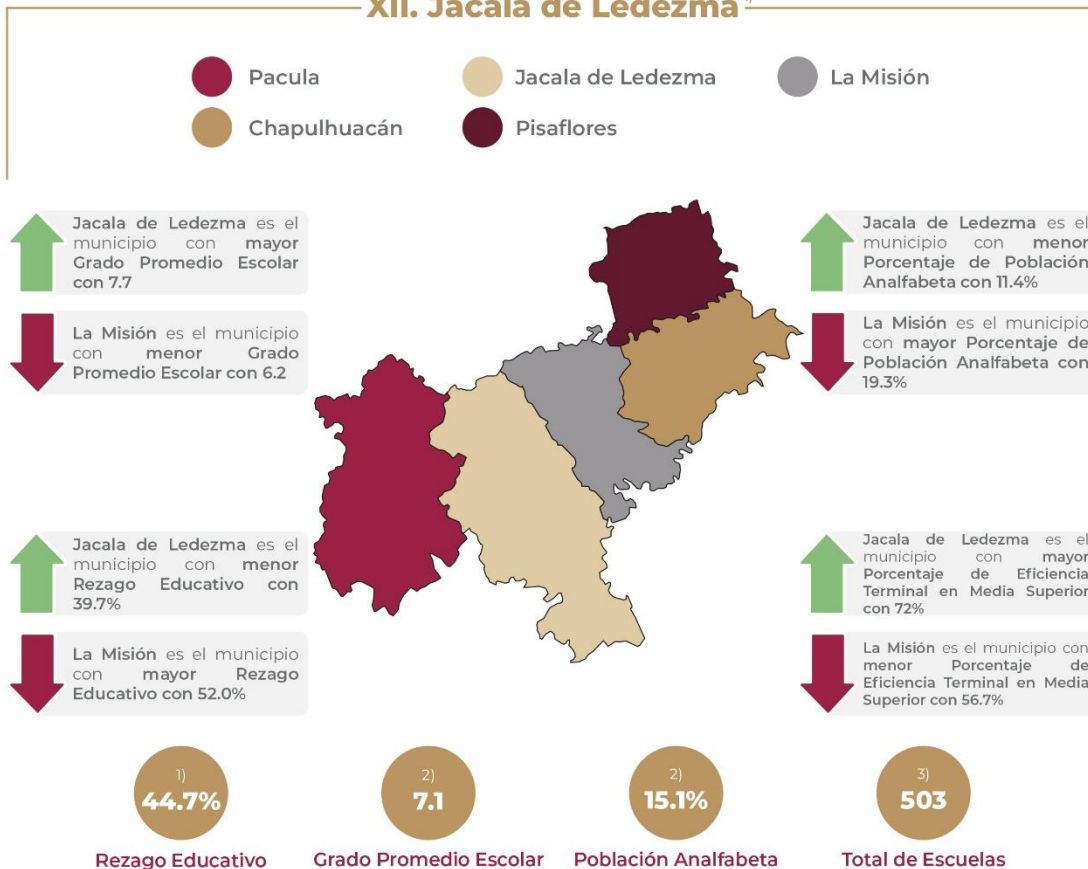 XII. Jacala de Ledezma
Pacula
Jacala de Ledezma
La Misión
Chapulhuacán
Pisaflores
Jacala de Ledezma es el
municipio con mayor
Grado Promedio Escolar
con 7.7
La Misión es el municipio
con menor Grado
Promedio Escolar con 6.2
Jacala de Ledezma es el
municipio con menor
Porcentaje de Población
Analfabeta con 11.4%
La Misión es el municipio
con mayor Porcentaje de
Población Analfabeta con
19.3%
Jacala de Ledezma es el
municipio con menor
Rezago Educativo con
39.7%
La Misión es el municipio
con mayor Rezago
Educativo con 52.0%
Jacala de Ledezma es el
municipio con mayor
Porcentaje de Eficiencia
Terminal en Media Superior
con 72%
La Misión es el municipio con
menor Porcentaje de
Eficiencia Terminal en Media
Superior con 56.7%
1)
44.7%
Rezago Educativo
2)
7.1
Grado Promedio Escolar
2)
15.1%
Población Analfabeta
3)
503
Total de Escuelas